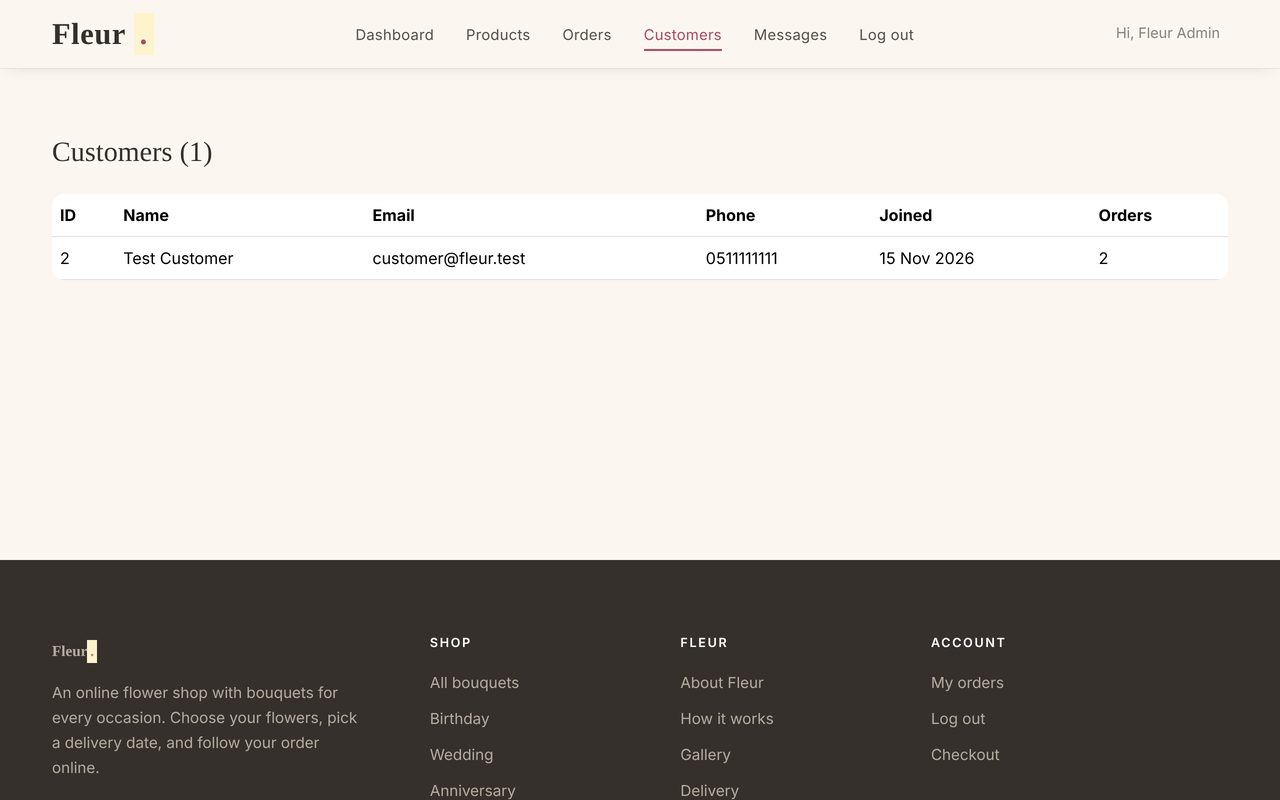 Fleur .
Dashboard Products Orders Customers Messages Log out
Hi, Fleur Admin
Customers (1)
ID Name Email Phone Joined Orders
2 Test Customer customer@fleur.test 0511111111 15 Nov 2026 2
Fleur.
An online flower shop with bouquets for
every occasion. Choose your flowers, pick
a delivery date, and follow your order
online.
SHOP
All bouquets
Birthday
Wedding
Anniversary
FLEUR
About Fleur
How it works
Gallery
Delivery
ACCOUNT
My orders
Log out
Checkout